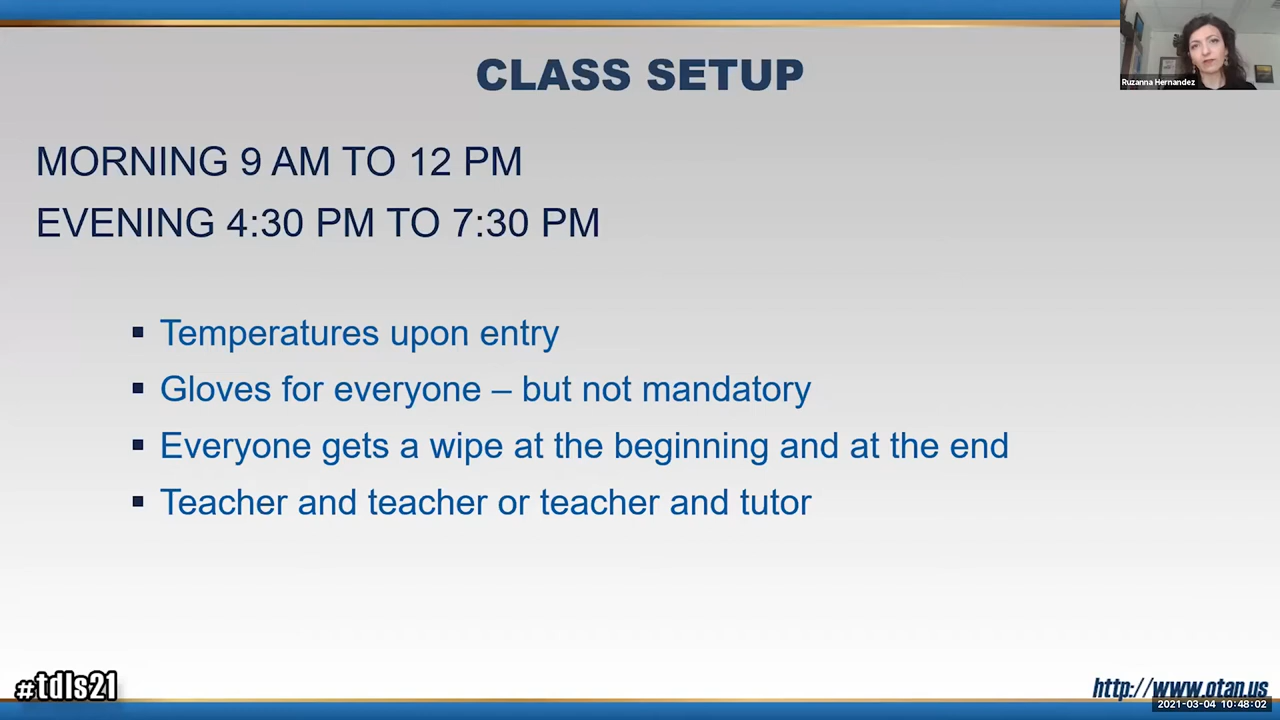 CLASS SETUP
Ruzanna Hernandez
MORNING 9 AM TO 12 PM
EVENING 4:30 PM TO 7:30 PM
▪ Temperatures upon entry
▪ Gloves for everyone – but not mandatory
▪ Everyone gets a wipe at the beginning and at the end
▪ Teacher and teacher or teacher and tutor
#tdls21
http://www.otan.us
2021-03-04 10:48:02